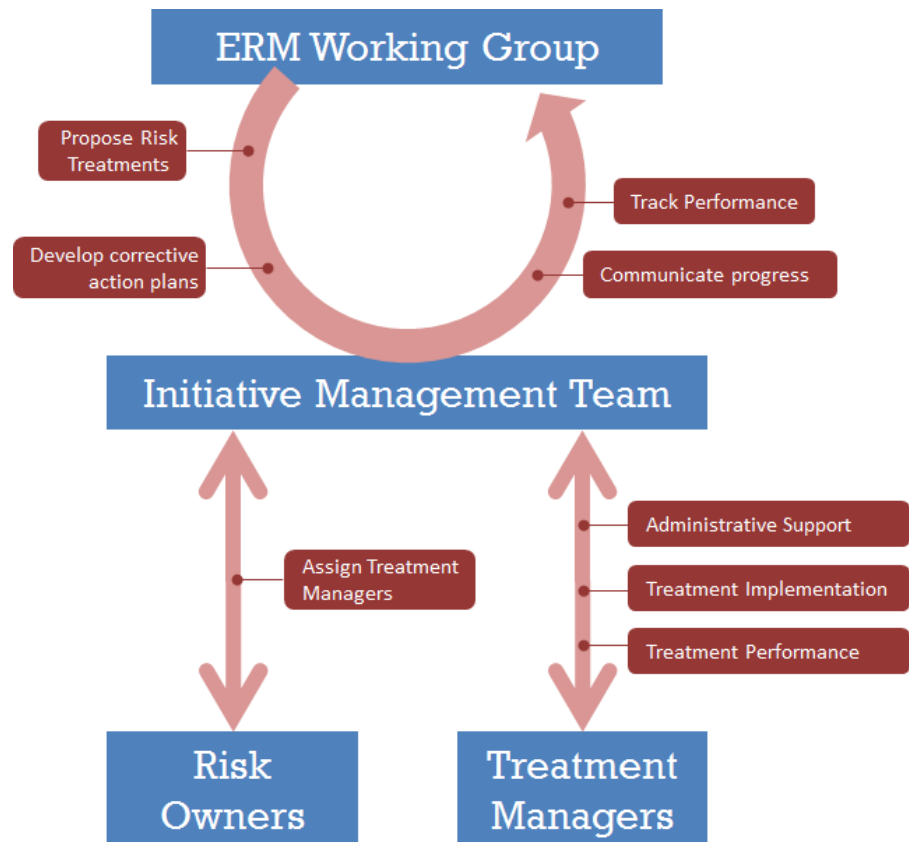 ERM Working Group
Propose Risk
Treatments
Track Performance
Develop corrective
action plans
Communicate progress
Initiative Management Team
Administrative Support
Assign Treatment
Managers
Treatment Implementation
Treatment Performance
Risk
Owners
Treatment
Managers